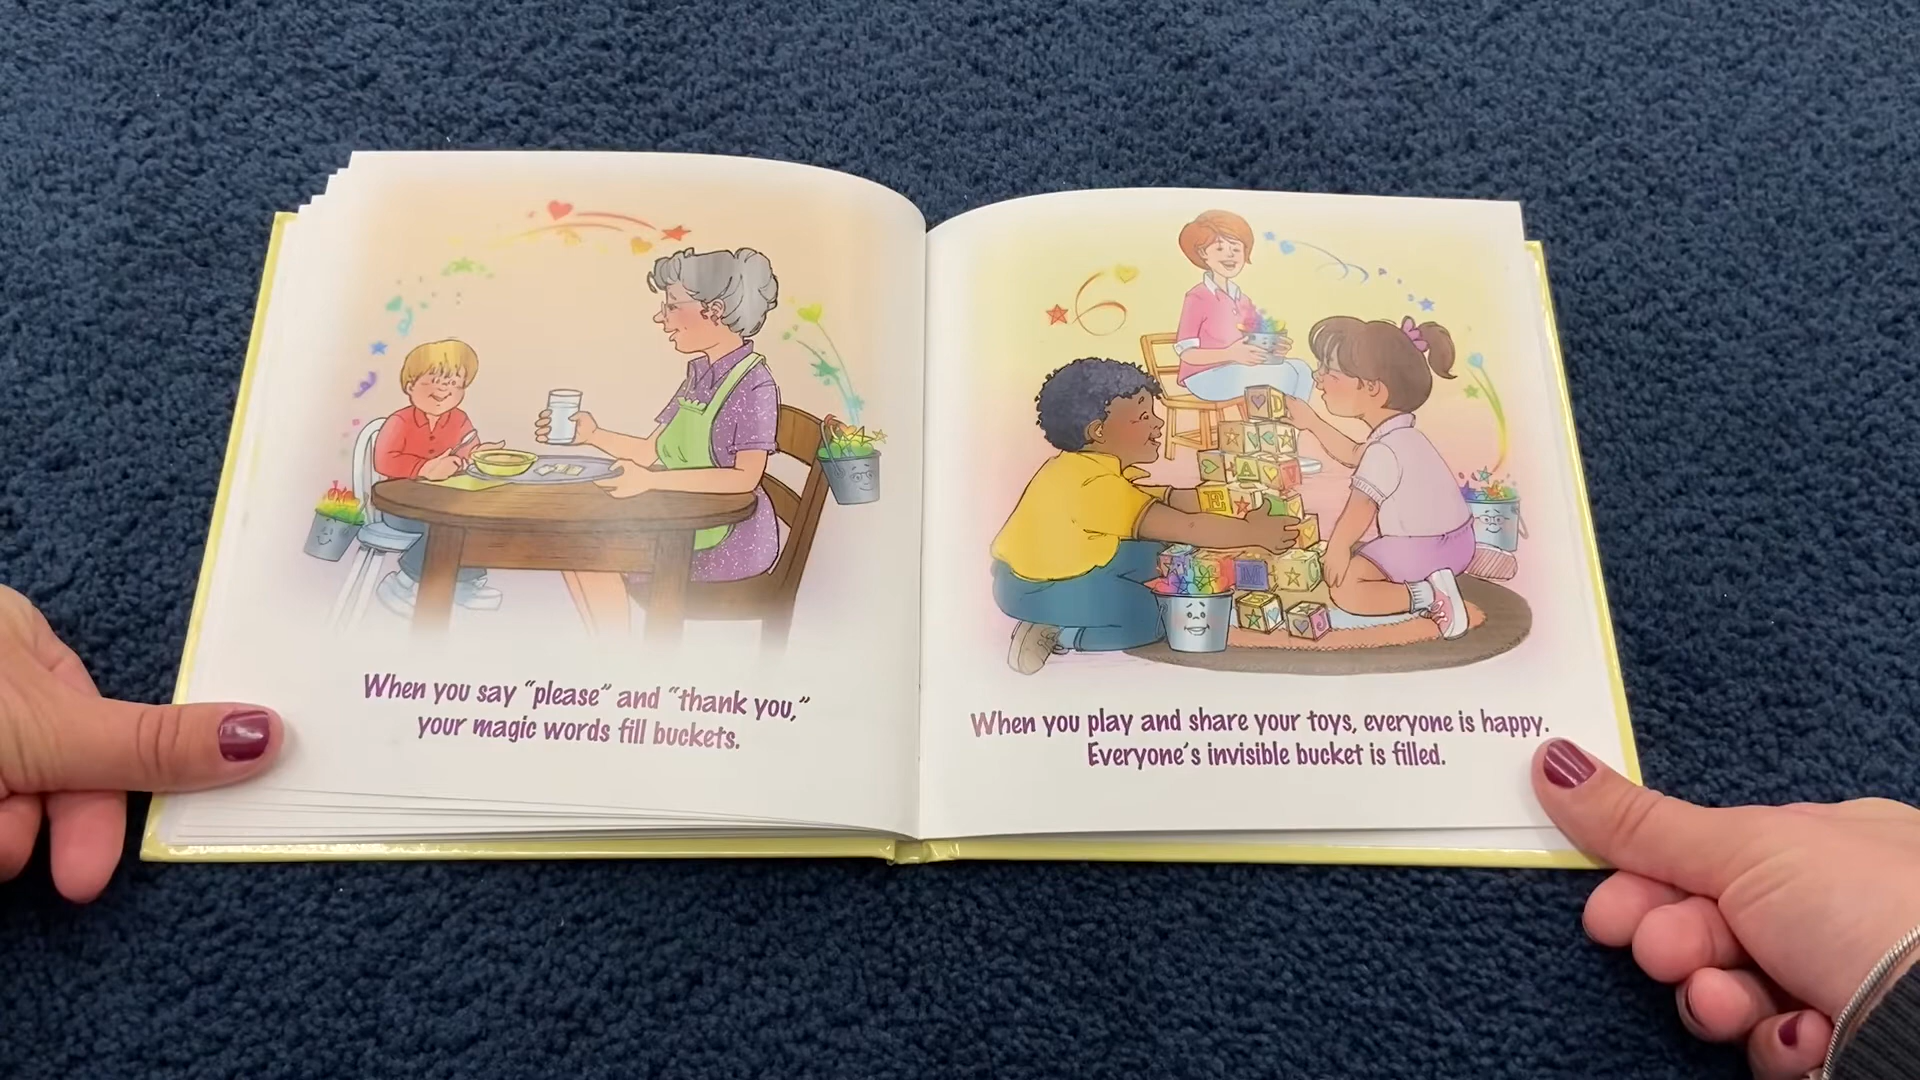 When you say “please” and “thank you,”
your magic words fill buckets.
When you play and share your toys, everyone is happy.
Everyone’s invisible bucket is filled.